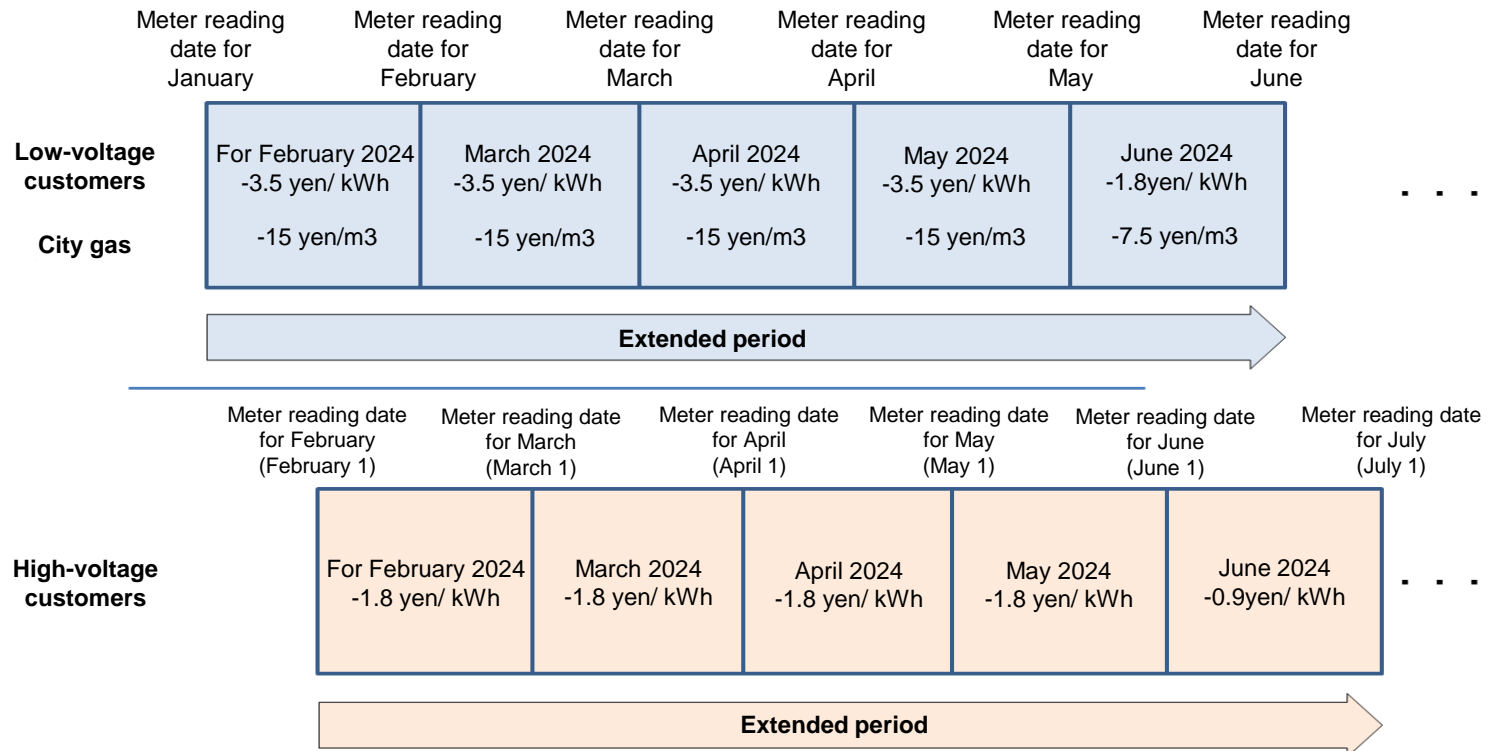 Meter reading
date for
January
Meter reading
date for
February
Meter reading
date for
March
Meter reading
date for
April
Meter reading
date for
May
Meter reading
date for
June
Low-voltage
customers
City gas
For February 2024
-3.5 yen/ kWh
-15 yen/m3
March 2024
-3.5 yen/ kWh
-15 yen/m3
April 2024
-3.5 yen/ kWh
-15 yen/m3
May 2024
-3.5 yen/ kWh
-15 yen/m3
June 2024
-1.8yen/ kWh
-7.5 yen/m3
. . .
Extended period
Meter reading date
for February
(February 1)
Meter reading date
for March
(March 1)
Meter reading date
for April
(April 1)
Meter reading date
for May
(May 1)
Meter reading date
for June
(June 1)
Meter reading date
for July
(July 1)
High-voltage
customers
For February 2024
-1.8 yen/ kWh
March 2024
-1.8 yen/ kWh
April 2024
-1.8 yen/ kWh
May 2024
-1.8 yen/ kWh
June 2024
-0.9yen/ kWh
. . .
Extended period